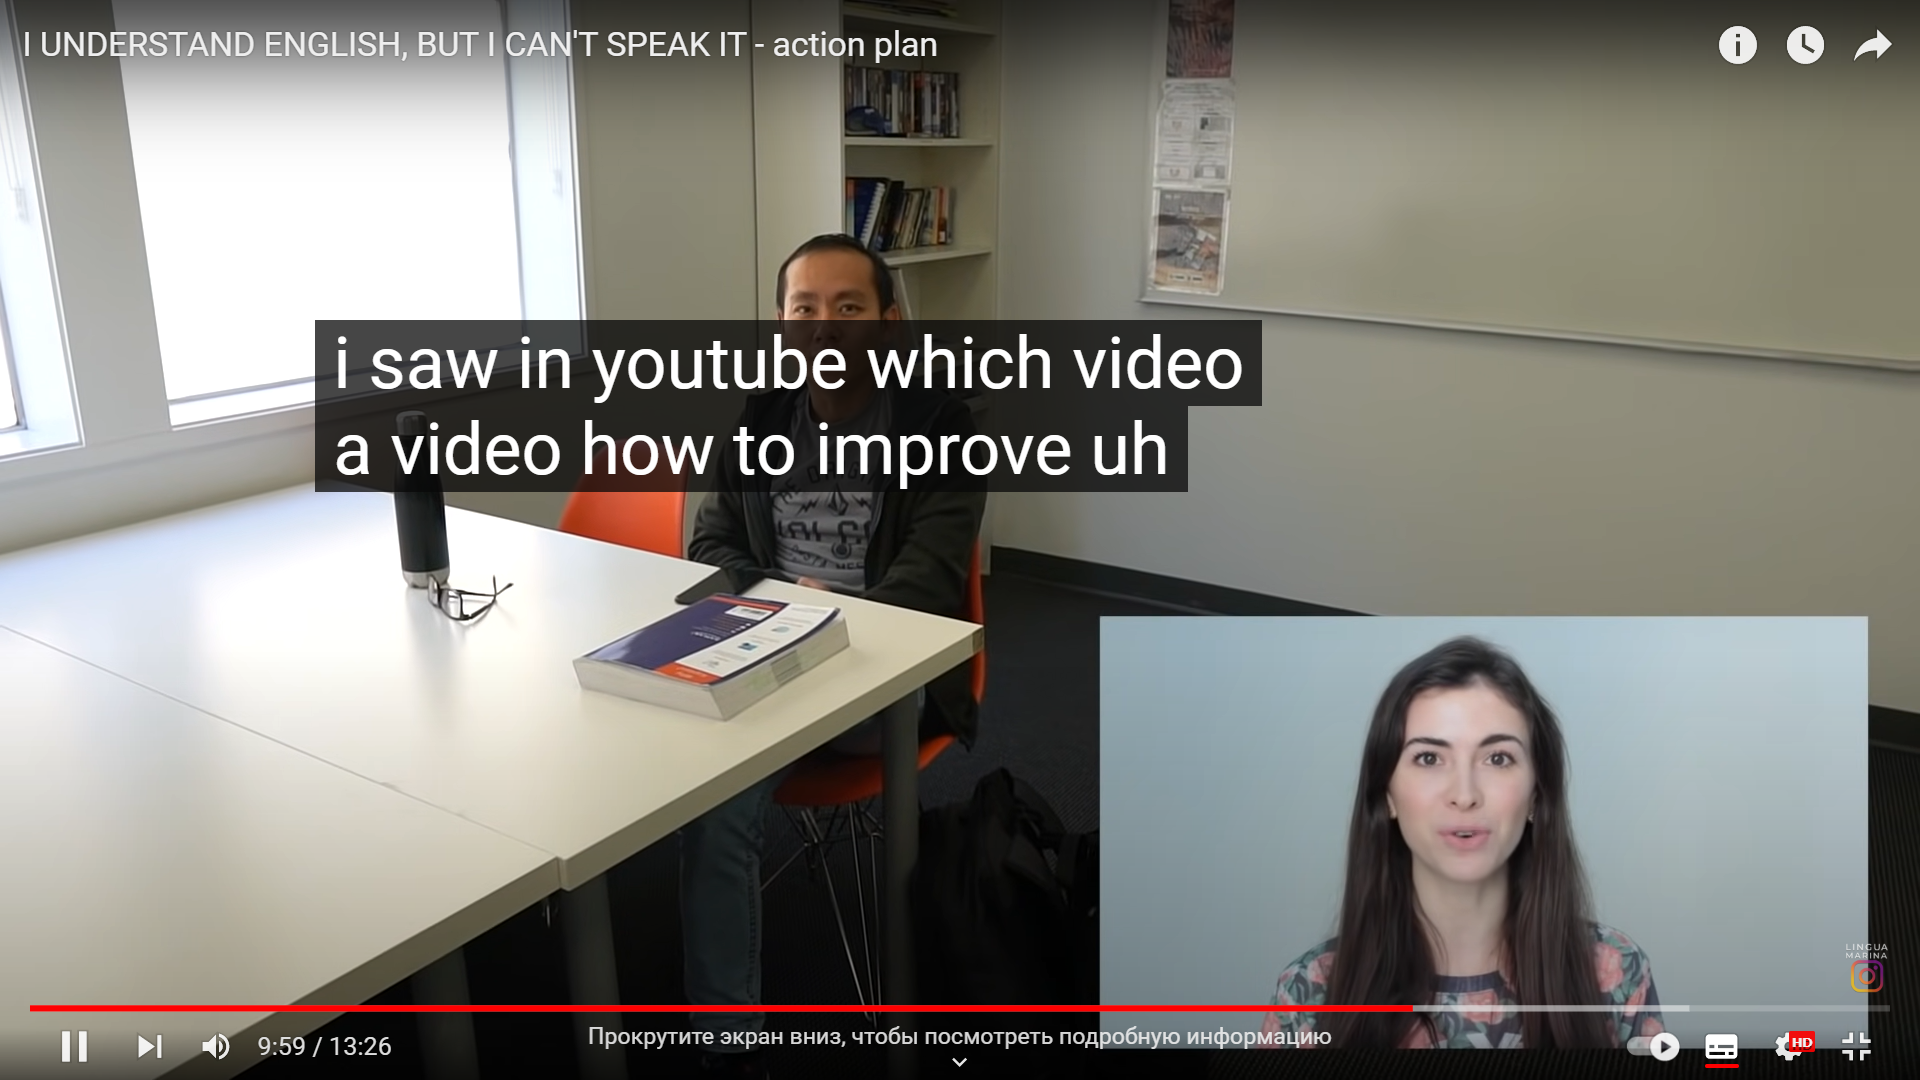 I UNDERSTAND ENGLISH, BUT I CAN'T SPEAK IT - action plan
i saw in youtube which video
a video how to improve uh
LINGUA
MARINA
9:59 / 13:26
Прокрутите экран вниз, чтобы посмотреть подробную информацию
HD